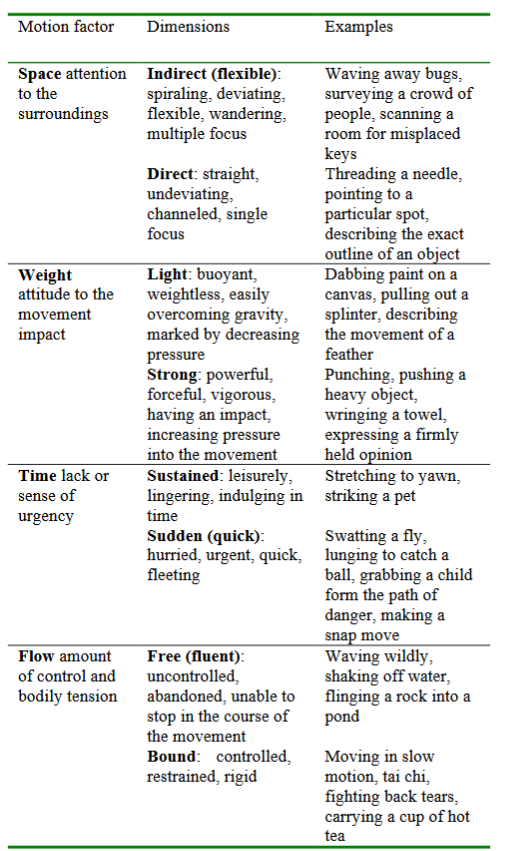 Motion factor Dimensions Examples
Space attention Indirect (flexible): Waving away bugs,
to the spiraling, deviating, surveying a crowd of
surroundings flexible, wandering, people, scanning a
multiple focus room for misplaced
keys
Direct: straight, Threading a needle,
undeviating, pointing to a
channeled, single particular spot,
focus describing the exact
outline of an object
Weight Light: buoyant, Dabbing paint on a
attitude to the weightless, easily canvas, pulling out a
movement overcoming gravity, splinter, describing
impact marked by decreasing the movement of a
pressure feather
Strong: powerful, Punching, pushing a
forceful, vigorous, heavy object,
having an impact, wringing a towel,
increasing pressure expressing a firmly
into the movement held opinion
Time lack or Sustained: leisurely, Stretching to yawn,
sense of lingering, indulging in striking a pet
urgency time
Sudden (quick): Swatting a fly,
hurried, urgent, quick, lunging to catch a
fleeting ball, grabbing a child
form the path of
danger, making a
snap move
Flow amount Free (fluent): Waving wildly,
of control and uncontrolled, shaking off water,
bodily tension abandoned, unable to flinging a rock into a
stop in the course of pond
the movement
Bound: controlled, Moving in slow
restrained, rigid motion, tai chi,
fighting back tears,
carrying a cup of hot
tea